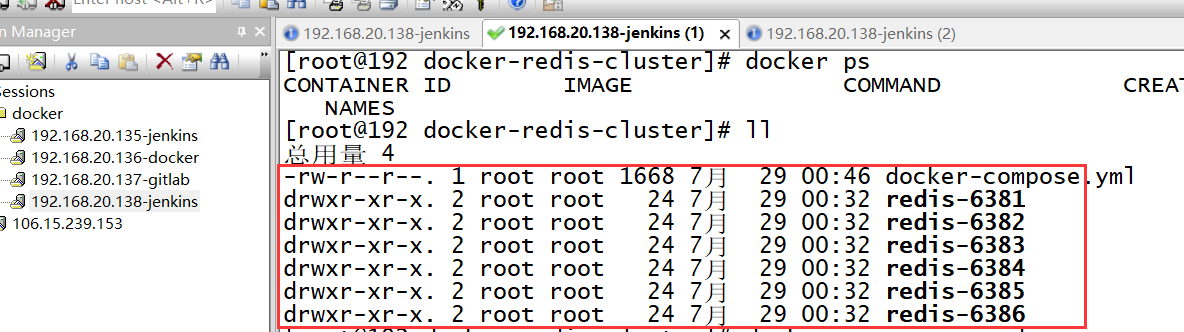 n Manager
Sessions
docker
192.168.20.135-jenkins
192.168.20.136-docker
192.168.20.137-gitlab
192.168.20.138-jenkins
106.15.239.153
192.168.20.138-jenkins
192.168.20.138-jenkins (1)
192.168.20.138-jenkins (2)
[root@192 docker-redis-cluster]# docker ps
CONTAINER ID IMAGE COMMAND CREAT
NAMES
[root@192 docker-redis-cluster]# ll
总用量 4
-rw-r--r--. 1 root root 1668 7月 29 00:46 docker-compose.yml
drwxr-xr-x. 2 root root 24 7月 29 00:32 redis-6381
drwxr-xr-x. 2 root root 24 7月 29 00:32 redis-6382
drwxr-xr-x. 2 root root 24 7月 29 00:32 redis-6383
drwxr-xr-x. 2 root root 24 7月 29 00:32 redis-6384
drwxr-xr-x. 2 root root 24 7月 29 00:32 redis-6385
drwxr-xr-x. 2 root root 24 7月 29 00:32 redis-6386